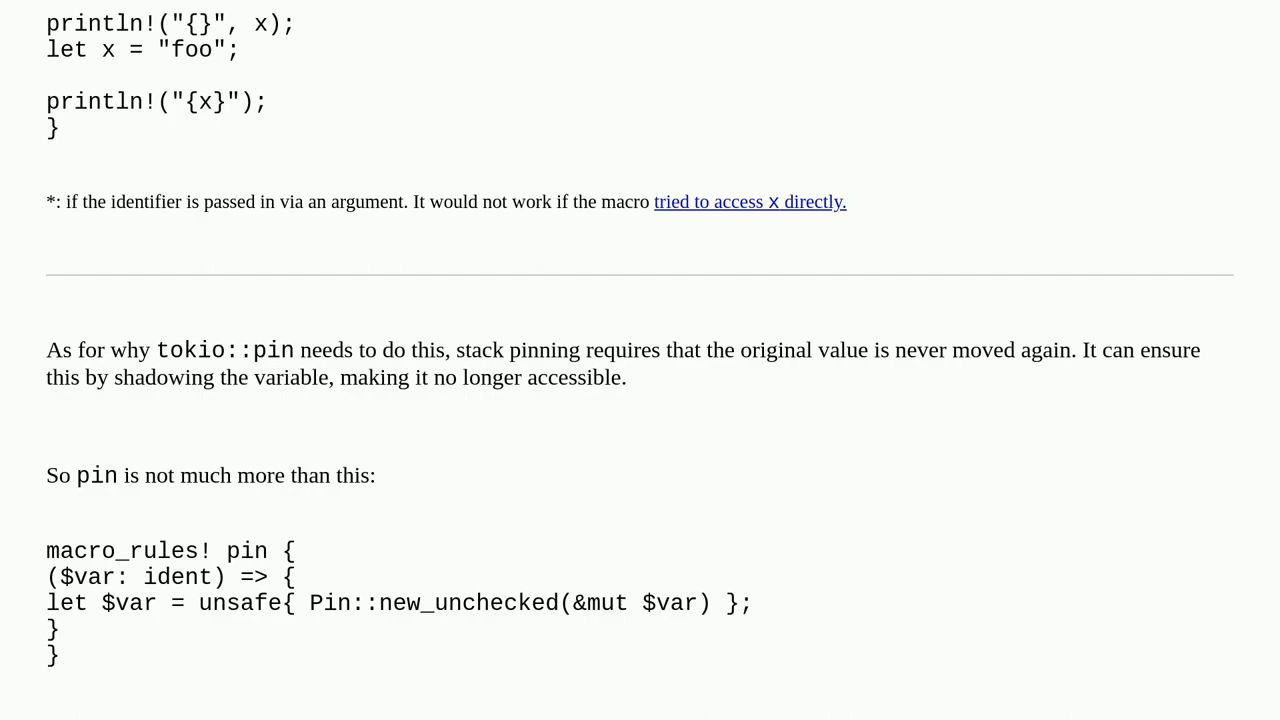 println!("{}", x);
let x = "foo";
println!("{x}");
}
*: if the identifier is passed in via an argument. It would not work if the macro tried to access x directly.
As for why tokio::pin needs to do this, stack pinning requires that the original value is never moved again. It can ensure
this by shadowing the variable, making it no longer accessible.
So pin is not much more than this:
macro_rules! pin {
($var: ident) => {
let $var = unsafe{ Pin::new_unchecked(&mut $var) };
}
}